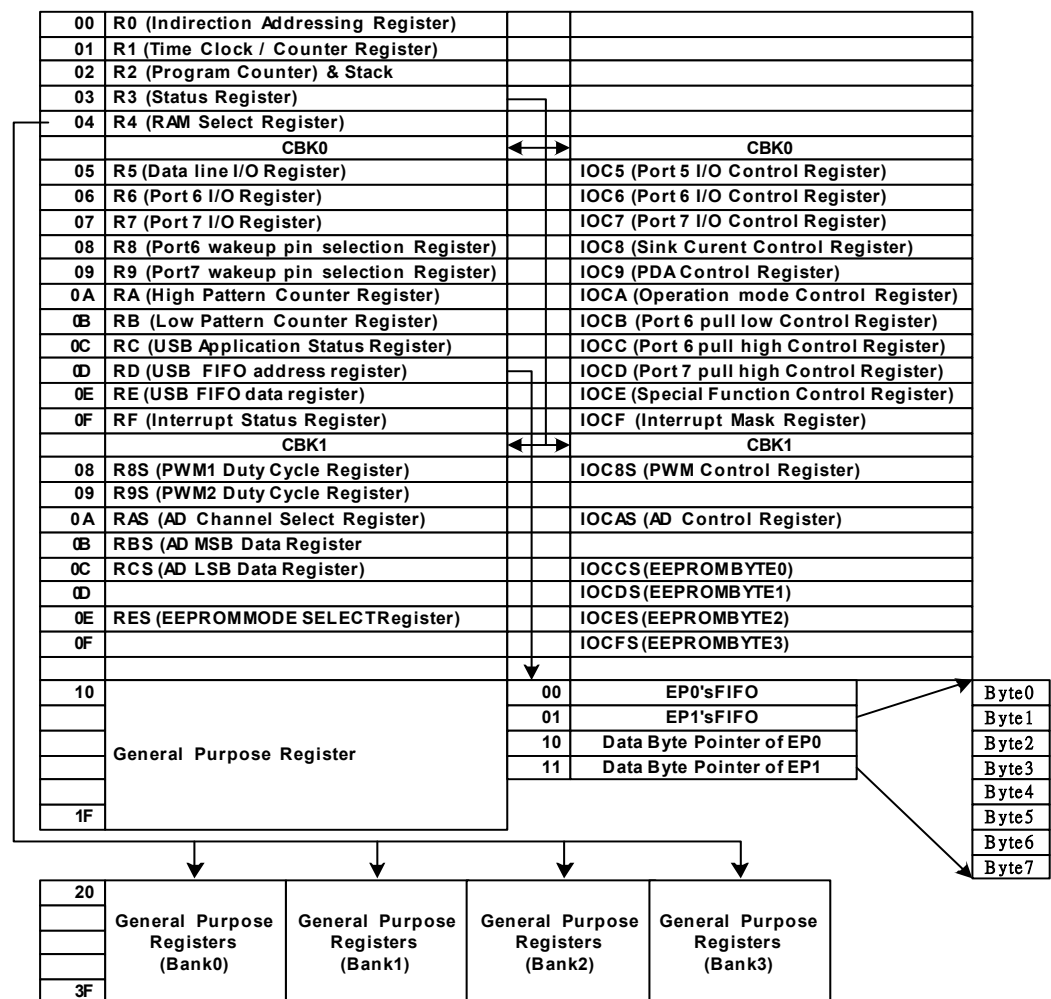 00 R0 (Indirection Addressing Register)
01 R1 (Time Clock / Counter Register)
02 R2 (Program Counter) & Stack
03 R3 (Status Register)
04 R4 (RAM Select Register)
CBK0 CBK0
05 R5 (Data line I/O Register) IOC5 (Port 5 I/O Control Register)
06 R6 (Port 6 I/O Register) IOC6 (Port 6 I/O Control Register)
07 R7 (Port 7 I/O Register) IOC7 (Port 7 I/O Control Register)
08 R8 (Port6 wakeup pin selection Register) IOC8 (Sink Curent Control Register)
09 R9 (Port7 wakeup pin selection Register) IOC9 (PDA Control Register)
0A RA (High Pattern Counter Register) IOCA (Operation mode Control Register)
0B RB (Low Pattern Counter Register) IOCB (Port 6 pull low Control Register)
0C RC (USB Application Status Register) IOCC (Port 6 pull high Control Register)
0D RD (USB FIFO address register) IOCD (Port 7 pull high Control Register)
0E RE (USB FIFO data register) IOCE (Special Function Control Register)
0F RF (Interrupt Status Register) IOCF (Interrupt Mask Register)
CBK1 CBK1
08 R8S (PWM1 Duty Cycle Register) IOC8S (PWM Control Register)
09 R9S (PWM2 Duty Cycle Register)
0A RAS (AD Channel Select Register) IOCAS (AD Control Register)
0B RBS (AD MSB Data Register
0C RCS (AD LSB Data Register) IOCCS (EEPROMBYTE0)
0D IOCDS (EEPROMBYTE1)
0E RES (EEPROMMODE SELECTRegister) IOCES (EEPROMBYTE2)
0F IOCFS (EEPROMBYTE3)
10 00 EP0'sFIFO Byte0
01 EP1'sFIFO Byte1
General Purpose Register
10 Data Byte Pointer of EP0 Byte2
11 Data Byte Pointer of EP1 Byte3
Byte4
1F Byte5
Byte6
Byte7
20
General Purpose Registers (Bank0)
General Purpose Registers (Bank1)
General Purpose Registers (Bank2)
General Purpose Registers (Bank3)
3F